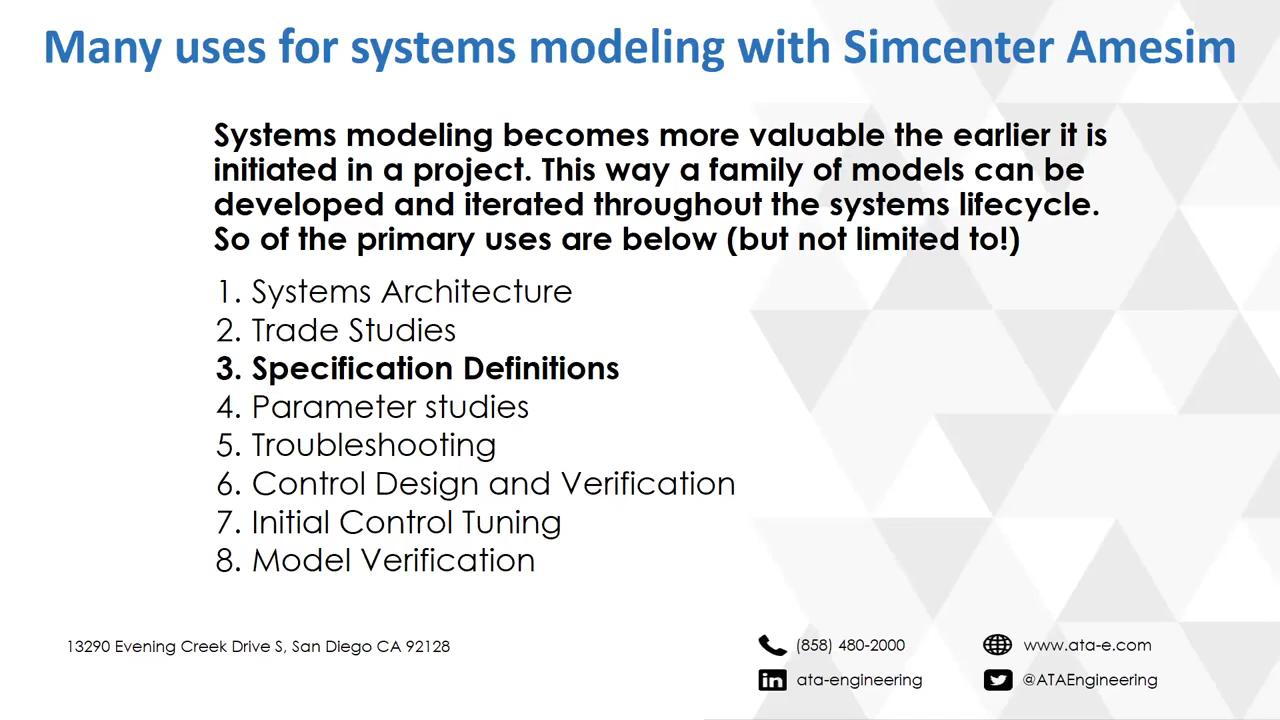 Many uses for systems modeling with Simcenter Amesim
Systems modeling becomes more valuable the earlier it is
initiated in a project. This way a family of models can be
developed and iterated throughout the systems lifecycle.
So of the primary uses are below (but not limited to!)
1. Systems Architecture
2. Trade Studies
3. Specification Definitions
4. Parameter studies
5. Troubleshooting
6. Control Design and Verification
7. Initial Control Tuning
8. Model Verification
13290 Evening Creek Drive S, San Diego CA 92128
(858) 480-2000
www.ata-e.com
in ata-engineering
@ATAEngineering